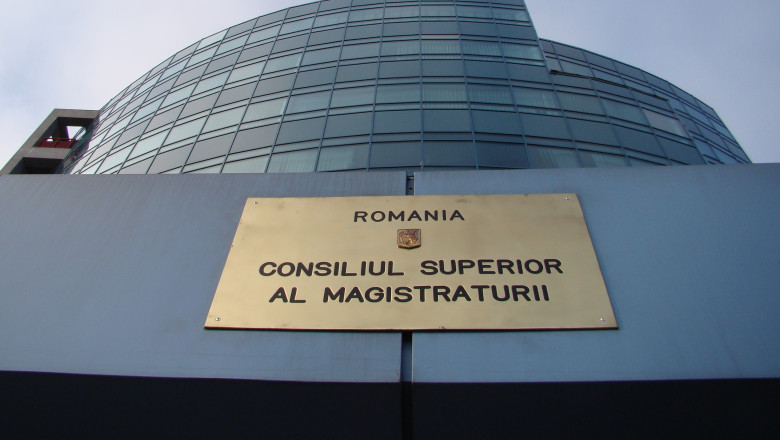 ROMANIA
CONSILIUL SUPERIOR
AL MAGISTRATURII